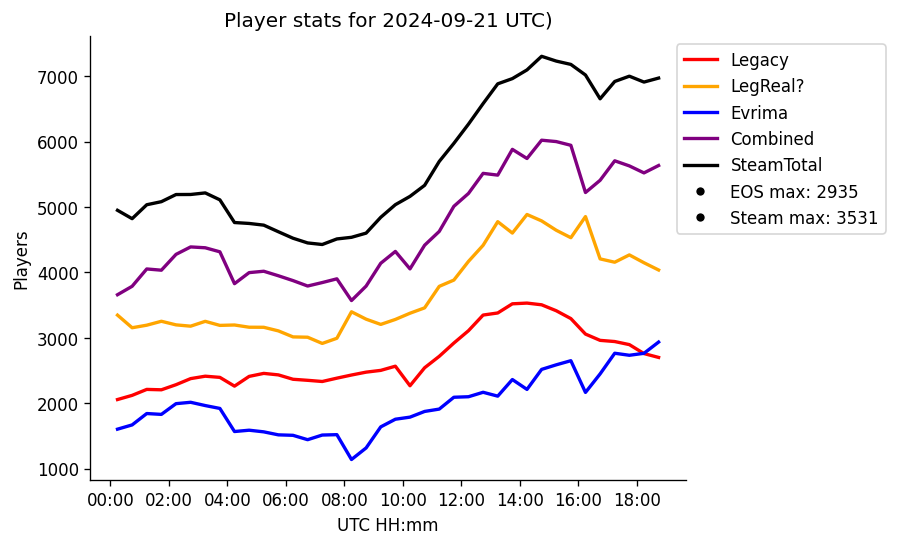 Player stats for 2024-09-21 UTC)
Players
7000
6000
5000
4000
3000
2000
1000
00:00 02:00 04:00 06:00 08:00 10:00 12:00 14:00 16:00 18:00
UTC HH:mm
Legacy
LegReal?
Evrima
Combined
SteamTotal
EOS max: 2935
Steam max: 3531